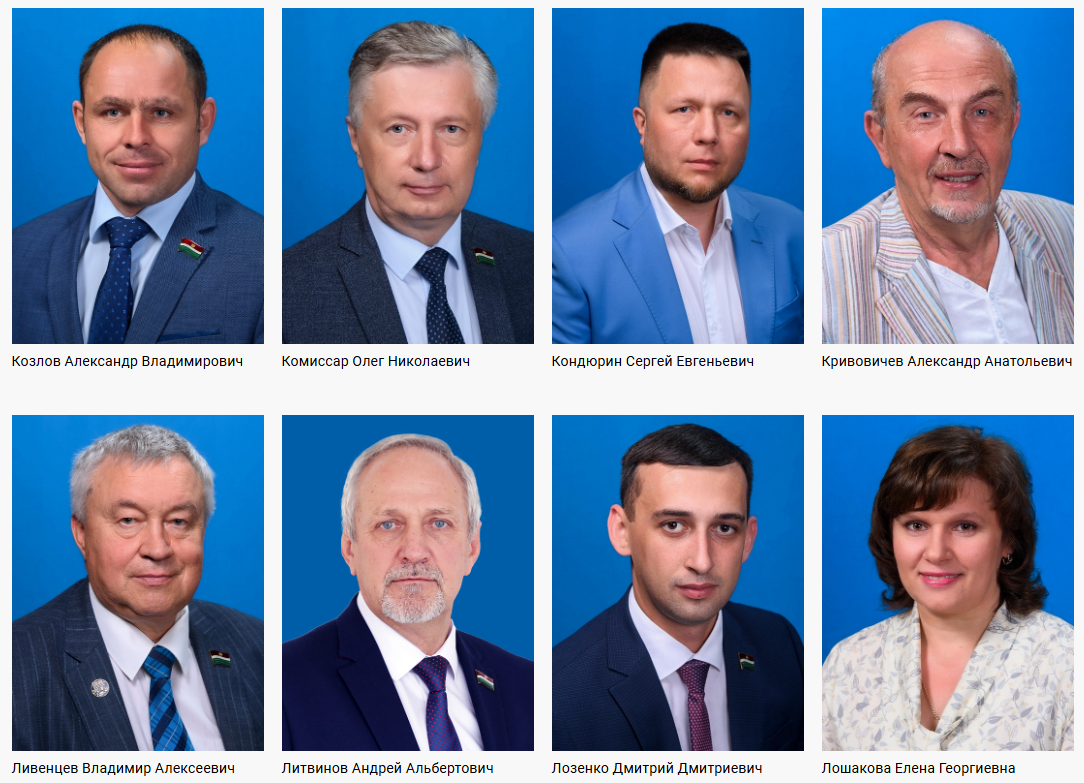 Козлов Александр Владимирович
Комиссар Олег Николаевич
Кондюрин Сергей Евгеньевич
Кривовичев Александр Анатольевич
Ливенцев Владимир Алексеевич
Литвинов Андрей Альбертович
Лозенко Дмитрий Дмитриевич
Лошакова Елена Георгиевна